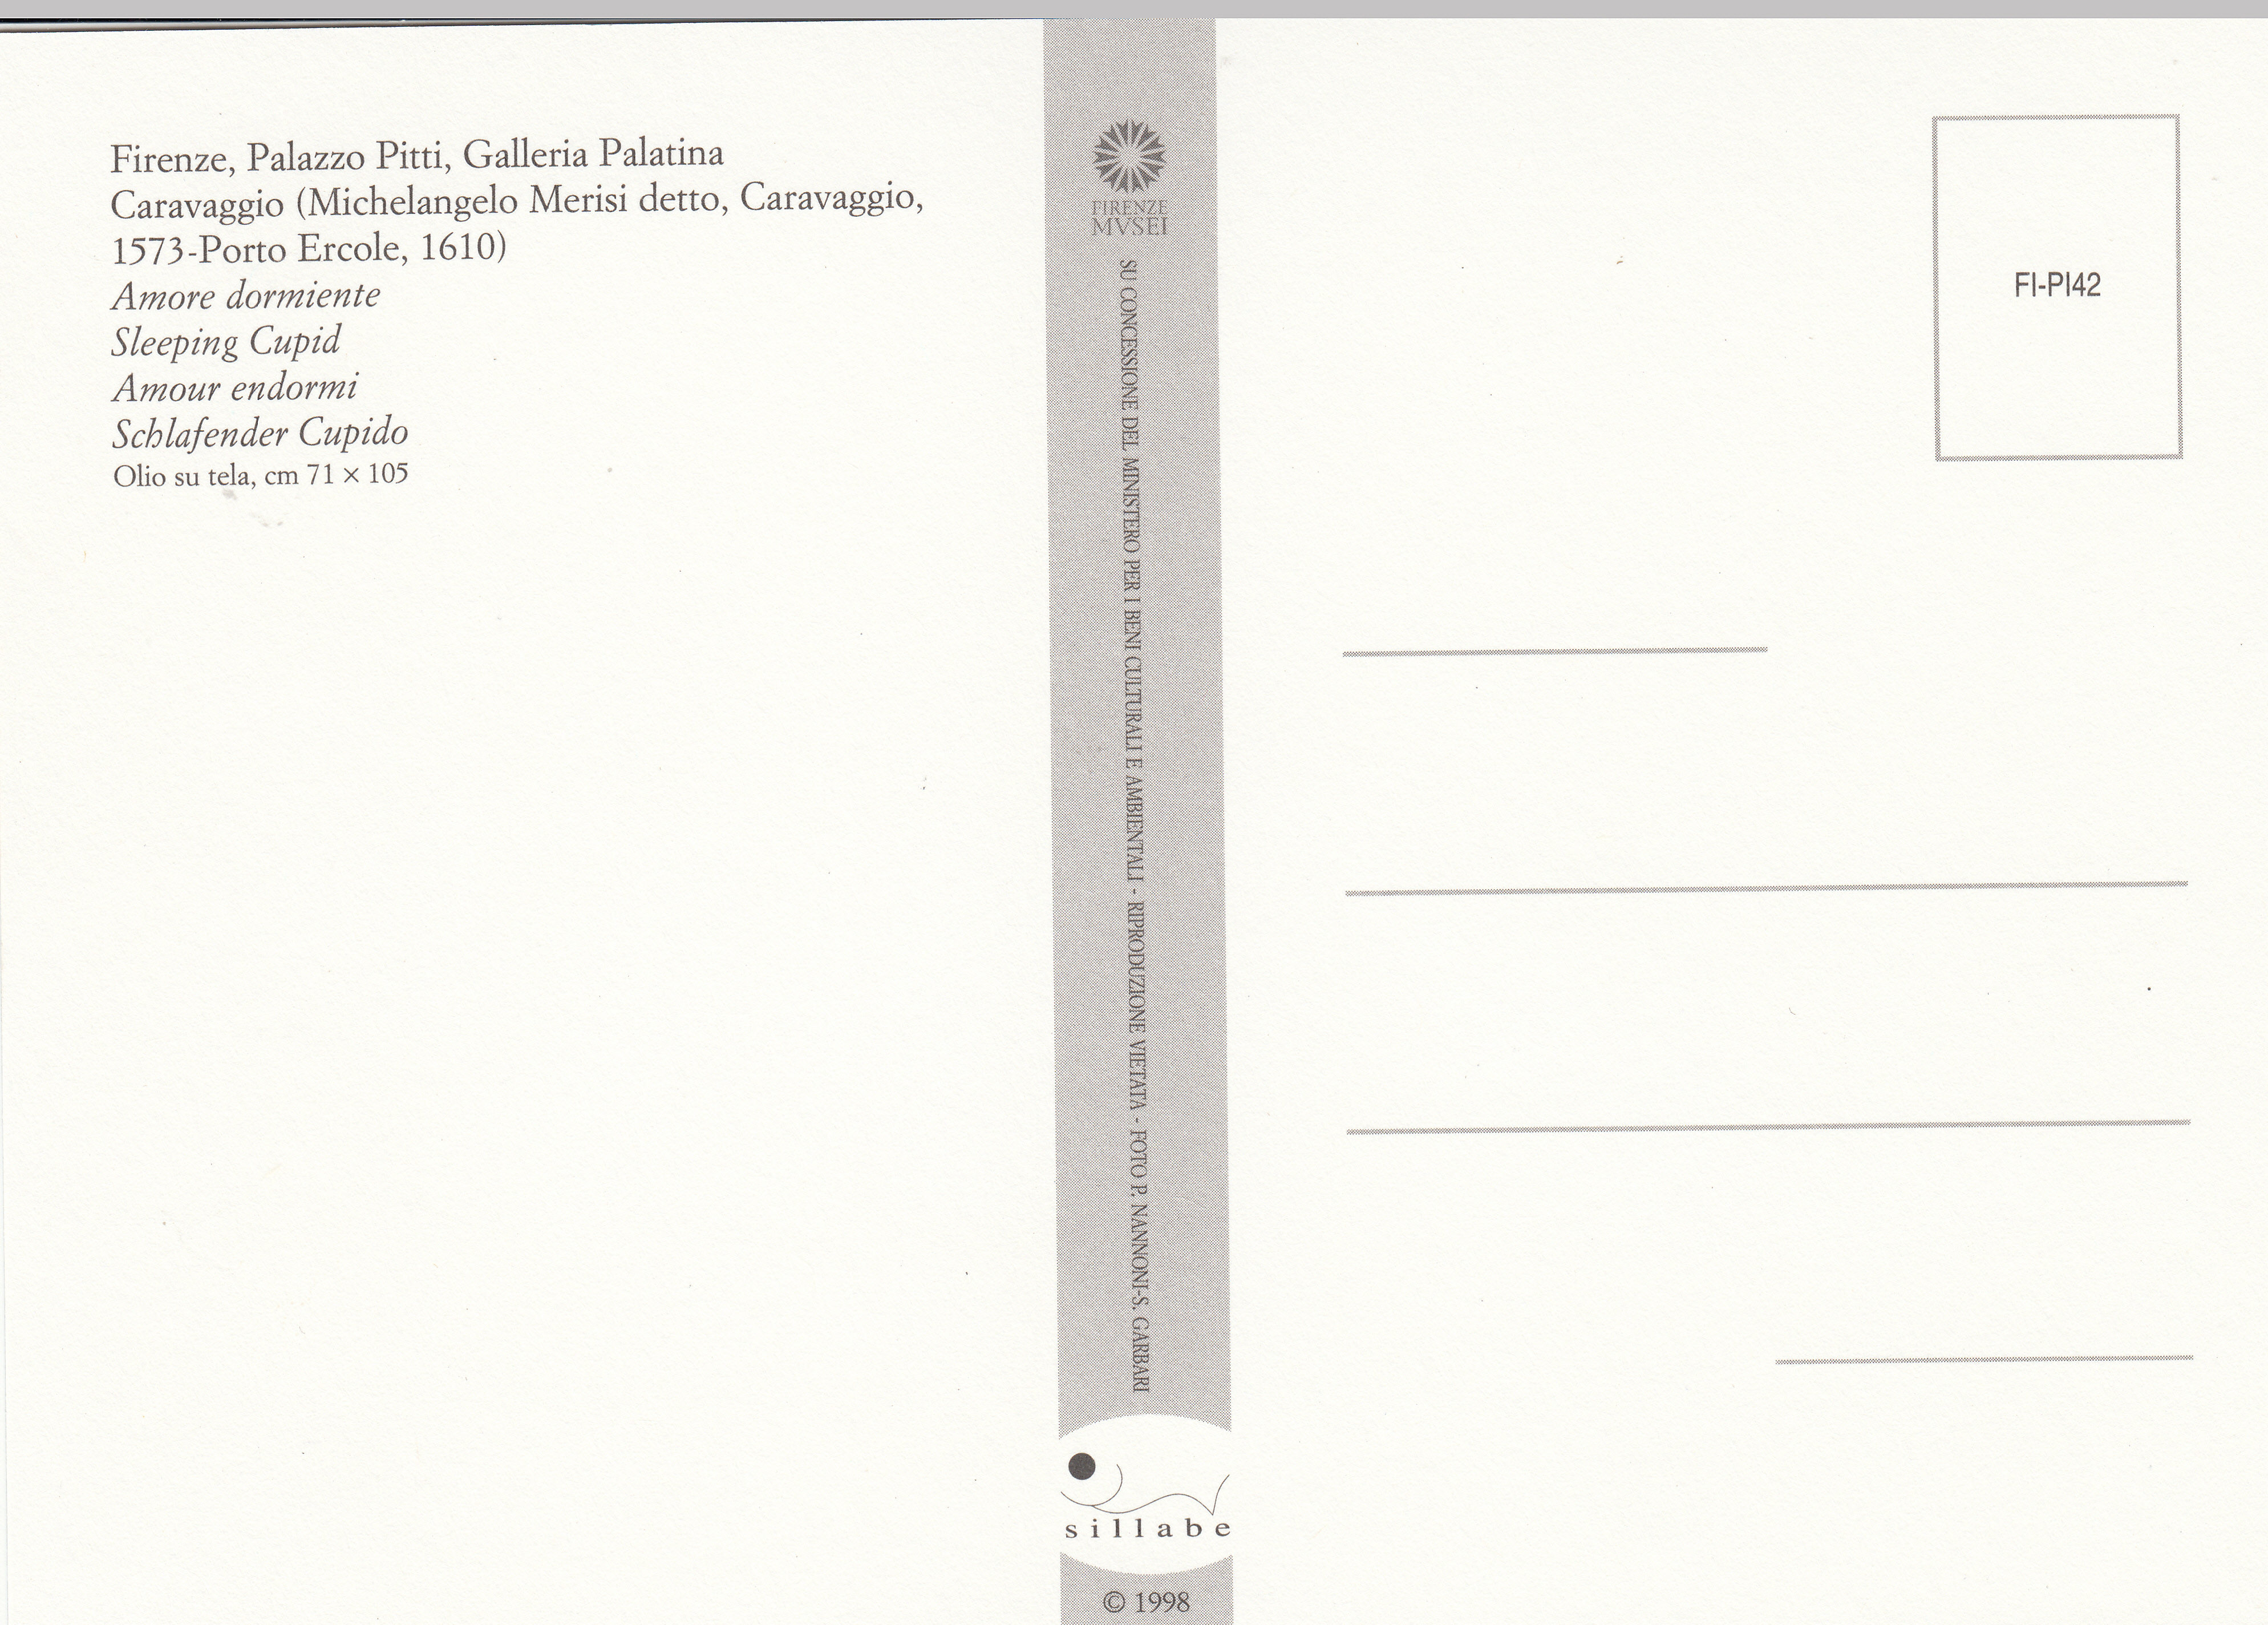 Firenze, Palazzo Pitti, Galleria Palatina
Caravaggio (Michelangelo Merisi detto, Caravaggio,
1573-Porto Ercole, 1610)
Amore dormiente
Sleeping Cupid
Amour endormi
Schlafender Cupido
Olio su tela, cm 71 × 105
FIRENZE
MVSEI
SU CONCESSIONE DEL MINISTERO PER I BENI CULTURALI E AMBIENTALI - RIPRODUZIONE VIETATA - FOTO P. NANNONI-S. GARBARI
sillabe
© 1998
FI-PI42